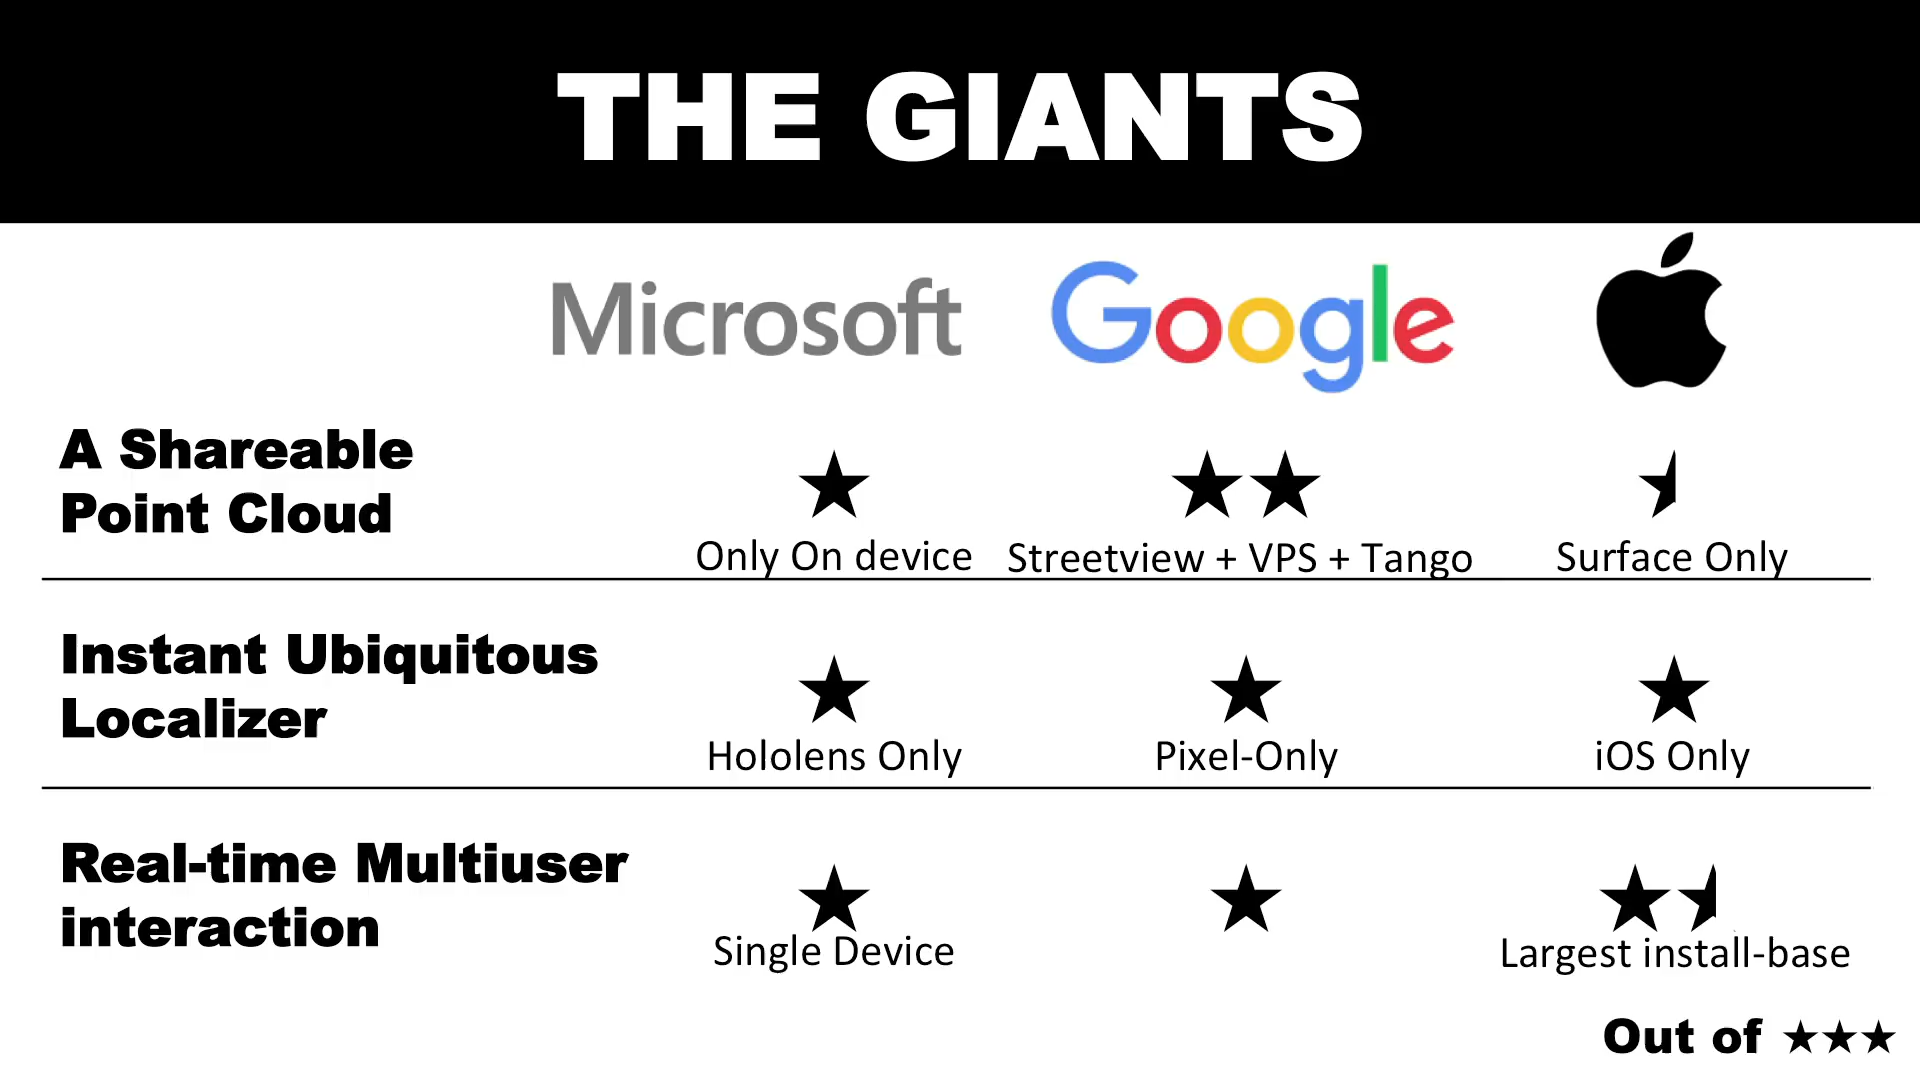 THE GIANTS
Microsoft
Google
A Shareable
Point Cloud
★
★★
Only On device
Streetview + VPS + Tango
Surface Only
Instant Ubiquitous
Localizer
★
★
★
Hololens Only
Pixel-Only
iOS Only
Real-time Multiuser
interaction
★
★
★
Single Device
Largest install-base
Out of ★★★